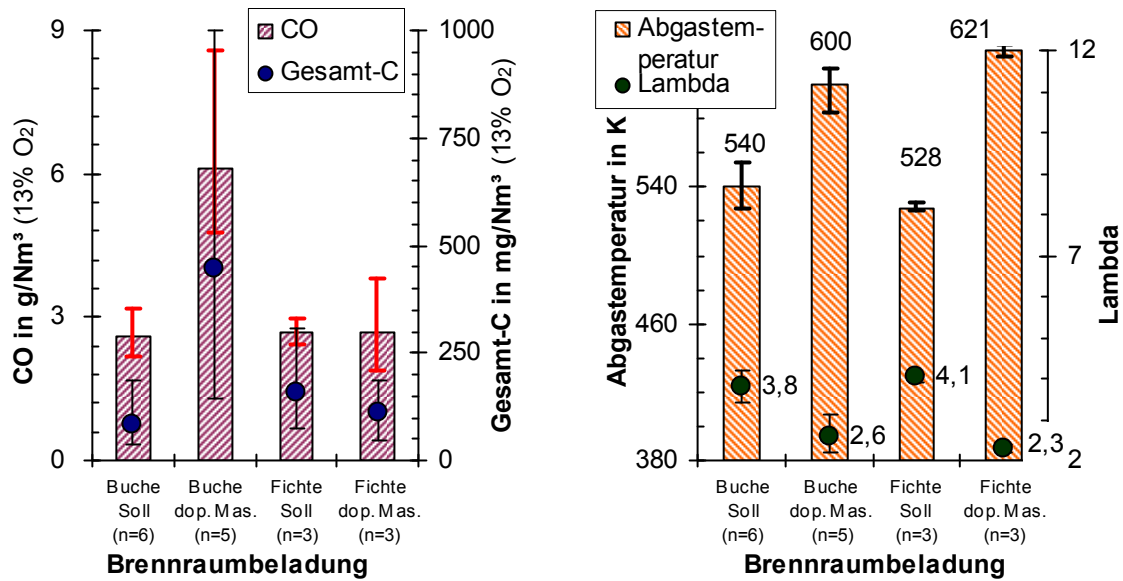 9
6
3
0
CO in g/Nm³ (13% O₂)
CO
Gesamt-C
1000
750
500
250
0
Gesamt-C in mg/Nm³ (13% O₂)
Buche
Soll
(n=6)
Buche
dop. Mas.
(n=5)
Fichte
Soll
(n=3)
Fichte
dop. Mas.
(n=3)
Brennraumbeladung
Abgastem-
peratur
Lambda
540
460
380
Abgastemperatur in K
540
600
528
621
3,8
2,6
4,1
2,3
12
7
2
Lambda
Buche
Soll
(n=6)
Buche
dop. Mas.
(n=5)
Fichte
Soll
(n=3)
Fichte
dop. Mas.
(n=3)
Brennraumbeladung